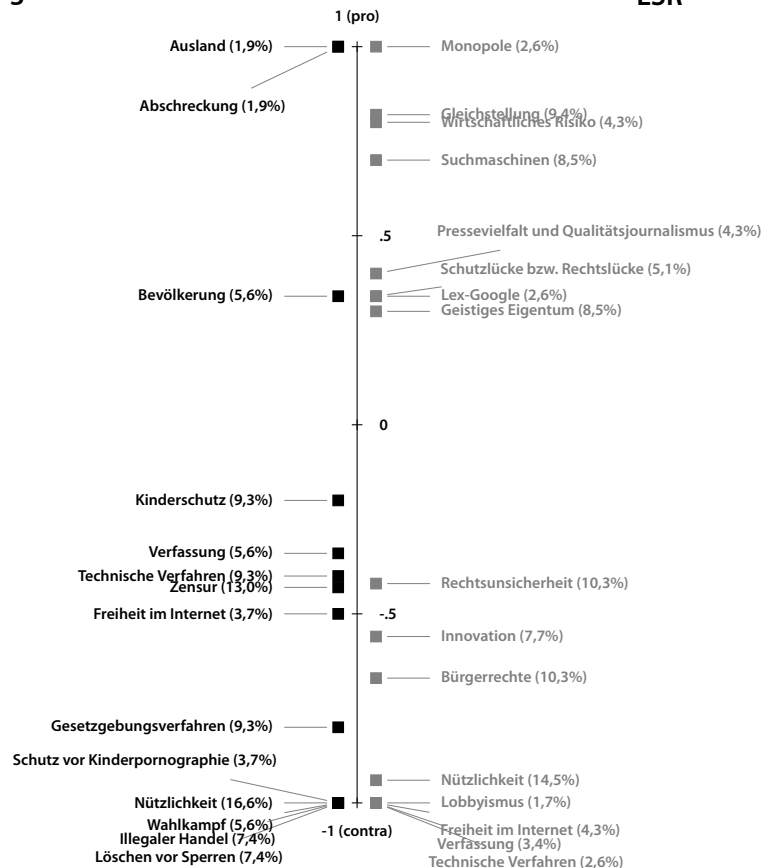 1 (pro)
Ausland (1,9%)
Monopole (2,6%)
Abschreckung (1,9%)
Gleichstellung (9,4%)
Wirtschaftliches Risiko (4,3%)
Suchmaschinen (8,5%)
.5
Pressevielfalt und Qualitätsjournalismus (4,3%)
Schutzlücke bzw. Rechtslücke (5,1%)
Bevölkerung (5,6%)
Lex-Google (2,6%)
Geistiges Eigentum (8,5%)
0
Kinderschutz (9,3%)
Verfassung (5,6%)
Technische Verfahren (9,3%)
Zensur (13,0%)
Rechtsunsicherheit (10,3%)
Freiheit im Internet (3,7%)
-.5
Innovation (7,7%)
Bürgerrechte (10,3%)
Gesetzgebungsverfahren (9,3%)
Schutz vor Kinderpornographie (3,7%)
Nützlichkeit (14,5%)
Nützlichkeit (16,6%)
Lobbyismus (1,7%)
Wahlkampf (5,6%)
-1 (contra)
Freiheit im Internet (4,3%)
Illegaler Handel (7,4%)
Verfassung (3,4%)
Löschen vor Sperren (7,4%)
Technische Verfahren (2,6%)